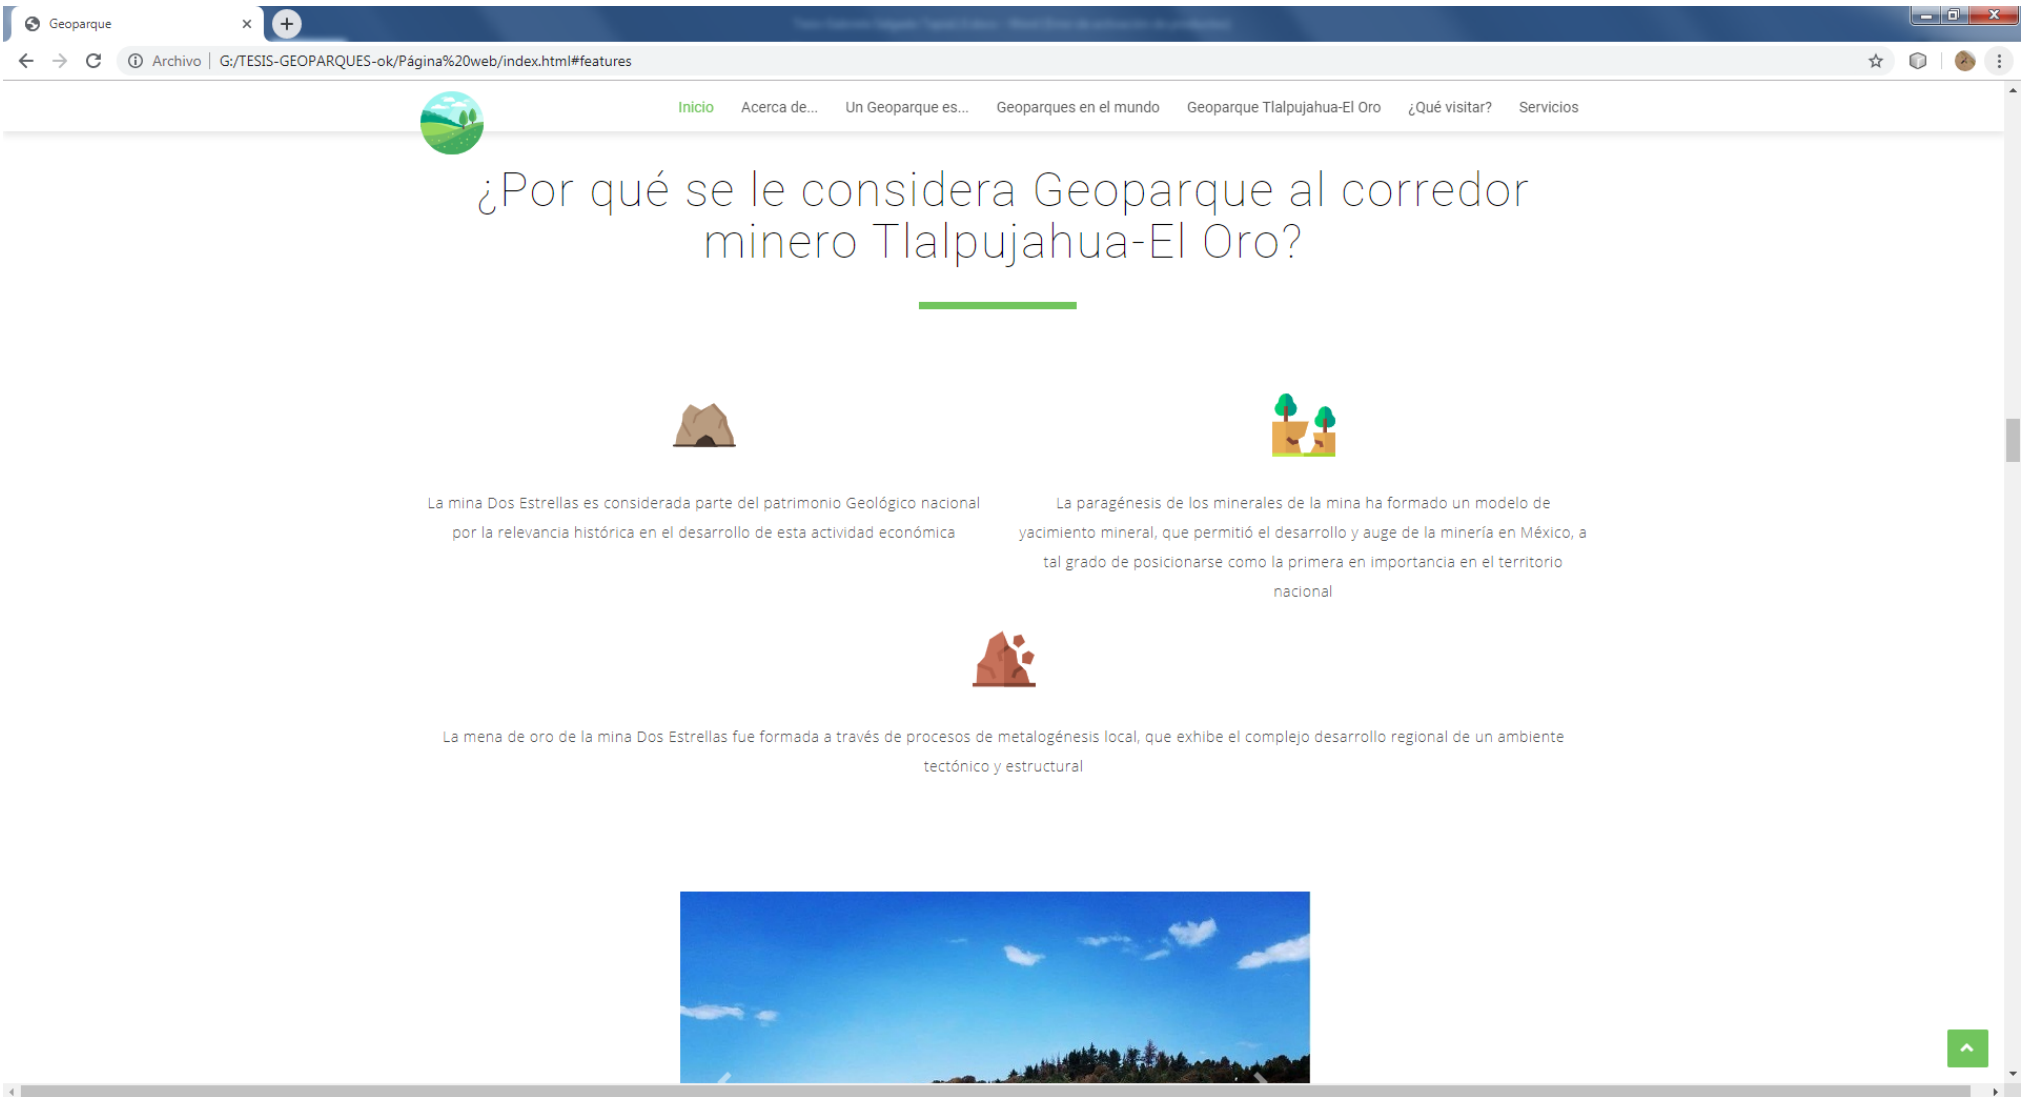 Geoparque
Archivo G:/TESIS-GEOPARQUES-ok/Página%20web/index.html#features
Inicio Acerca de... Un Geoparque es... Geoparques en el mundo Geoparque Tlalpujahua-El Oro ¿Qué visitar? Servicios
¿Por qué se le considera Geoparque al corredor
minero Tlalpujahua-El Oro?
La mina Dos Estrellas es considerada parte del patrimonio Geológico nacional
por la relevancia histórica en el desarrollo de esta actividad económica
La paragénesis de los minerales de la mina ha formado un modelo de
yacimiento mineral, que permitió el desarrollo y auge de la minería en México, a
tal grado de posicionarse como la primera en importancia en el territorio
nacional
La mena de oro de la mina Dos Estrellas fue formada a través de procesos de metalogénesis local, que exhibe el complejo desarrollo regional de un ambiente
tectónico y estructural